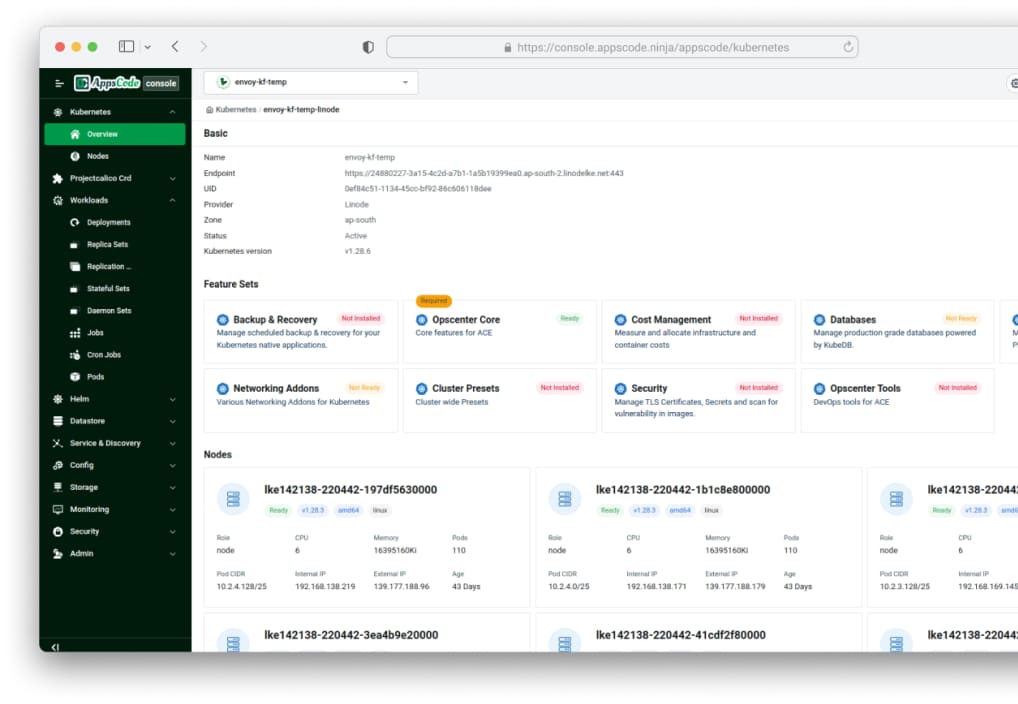 https://console.appscode.ninja/appscode/kubernetes
AppsCode console
envoy-kf-temp
Kubernetes / envoy-kf-temp-linode
Kubernetes
Overview
Nodes
Projectcalico Crd
Workloads
Deployments
Replica Sets
Replication ...
Stateful Sets
Daemon Sets
Jobs
Cron Jobs
Pods
Helm
Datastore
Service & Discovery
Config
Storage
Monitoring
Security
Admin
Basic
Name envoy-kf-temp
Endpoint https://24880227-3a15-4c2d-a7b1-1a5b19399ea0.ap-south-2.linodelke.net:443
UID 0ef84c51-1134-45cc-bf92-86c606118dee
Provider Linode
Zone ap-south
Status Active
Kubernetes version v1.28.6
Feature Sets
Backup & Recovery Not Installed
Manage scheduled backup & recovery for your
Kubernetes native applications.
Required
Opscenter Core Ready
Core features for ACE
Cost Management Not Installed
Measure and allocate infrastructure and
container costs
Databases Not Ready
Manage production grade databases powered
by KubeDB.
Networking Addons Not Ready
Various Networking Addons for Kubernetes
Cluster Presets Not Installed
Cluster wide Presets
Security Not Installed
Manage TLS Certificates, Secrets and scan for
vulnerability in images.
Opscenter Tools Not Installed
DevOps tools for ACE
Nodes
lke142138-220442-197df5630000
Ready v1.28.3 amd64 linux
Role CPU Memory Pods
node 6 16395160Ki 110
Pod CIDR Internal IP External IP Age
10.2.4.128/25 192.168.138.219 139.177.188.96 43 Days
lke142138-220442-1b1c8e800000
Ready v1.28.3 amd64 linux
Role CPU Memory Pods
node 6 16395160Ki 110
Pod CIDR Internal IP External IP Age
10.2.4.0/25 192.168.138.171 139.177.188.179 43 Days
lke142138-22044
Ready v1.28.3 amd6
Role CPU
node 6
Pod CIDR Internal IP
10.2.3.128/25 192.168.169.145
lke142138-220442-3ea4b9e20000
lke142138-220442-41cdf2f80000
lke142138-22044